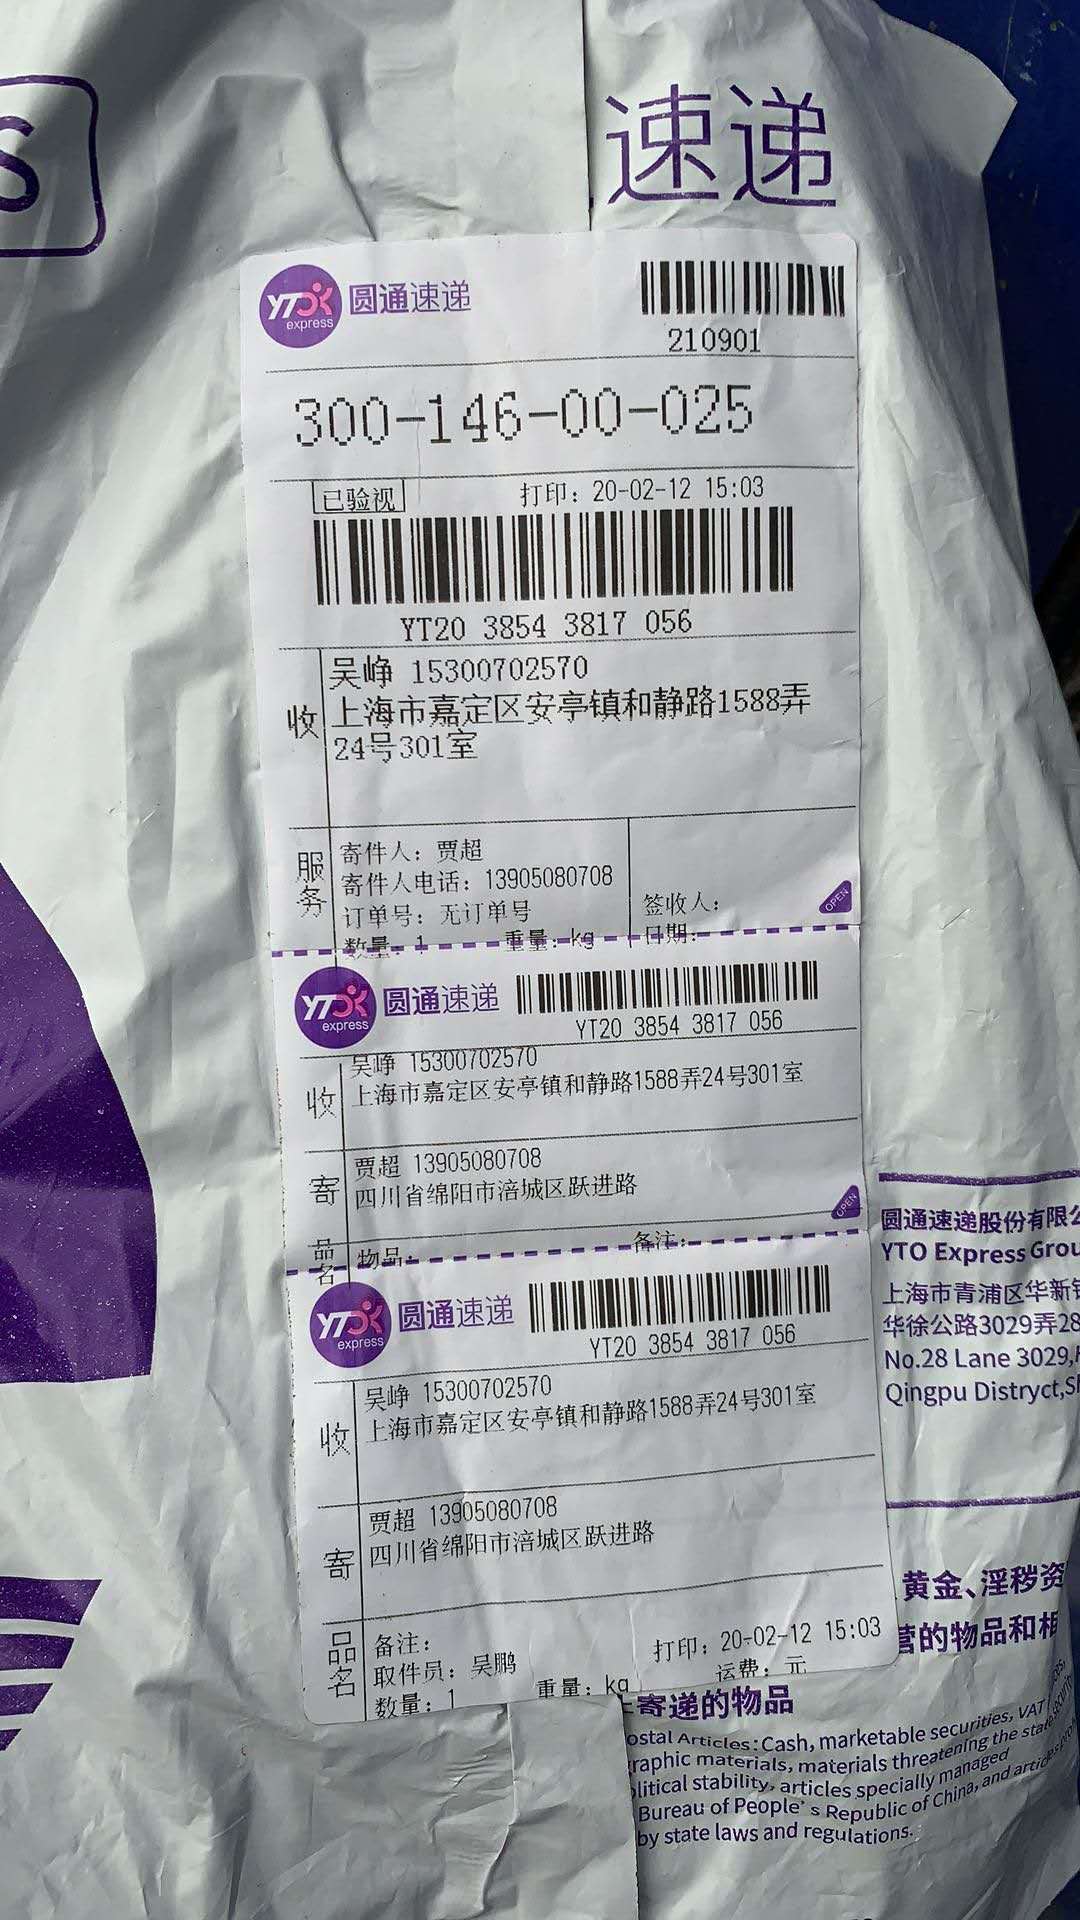 S
速递
YTO
express
圆通速递
210901
300-146-00-025
已验视
打印：20-02-12 15:03
YT20 3854 3817 056
收
吴峥 15300702570
上海市嘉定区安亭镇和静路1588弄
24号301室
服务
寄件人：贾超
寄件人电话：13905080708
订单号：无订单号
数量：1
重量：kg
签收人：
日期：
OPEN
YTO
express
圆通速递
YT20 3854 3817 056
收
吴峥 15300702570
上海市嘉定区安亭镇和静路1588弄24号301室
寄
贾超 13905080708
四川省绵阳市涪城区跃进路
OPEN
品名
物品：
备注：
YTO
express
圆通速递
YT20 3854 3817 056
收
吴峥 15300702570
上海市嘉定区安亭镇和静路1588弄24号301室
寄
贾超 13905080708
四川省绵阳市涪城区跃进路
品名
备注：
取件员：吴鹏
数量：1
重量：kg
打印：20-02-12 15:03
运费：元
圆通速递股份有限
YTO Express Grou
上海市青浦区华新
华徐公路3029弄28
No.28 Lane 3029,
Qingpu Distryct,S
黄金、淫秽资
营的物品和相
寄递的物品
ostal Articles:Cash, marketable securities, VAT
raphic materials, materials threatening the state
olitical stability, articles specially managed
Bureau of People's Republic of China, and articles
by state laws and regulations.